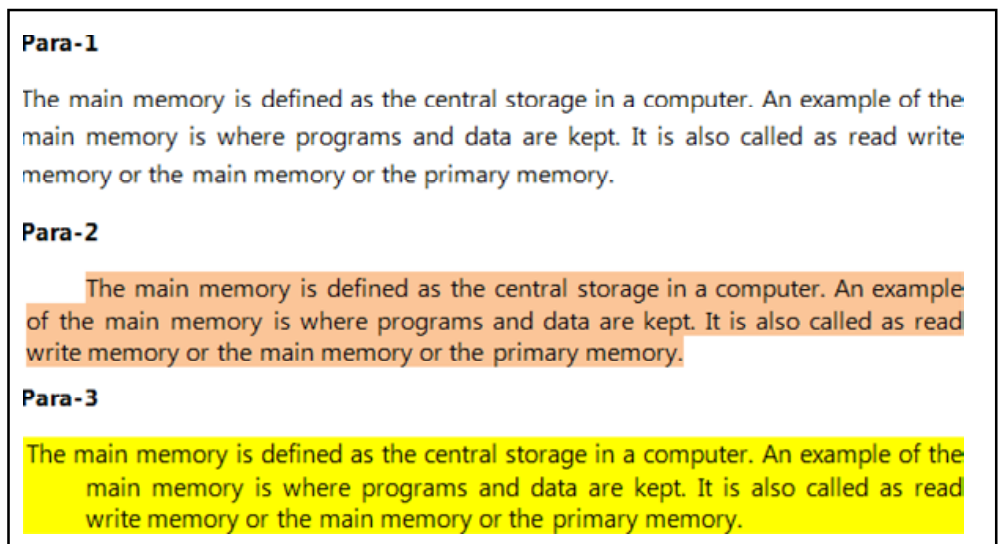 Para-1
The main memory is defined as the central storage in a computer. An example of the
main memory is where programs and data are kept. It is also called as read write
memory or the main memory or the primary memory.
Para-2
The main memory is defined as the central storage in a computer. An example
of the main memory is where programs and data are kept. It is also called as read
write memory or the main memory or the primary memory.
Para-3
The main memory is defined as the central storage in a computer. An example of the
main memory is where programs and data are kept. It is also called as read
write memory or the main memory or the primary memory.